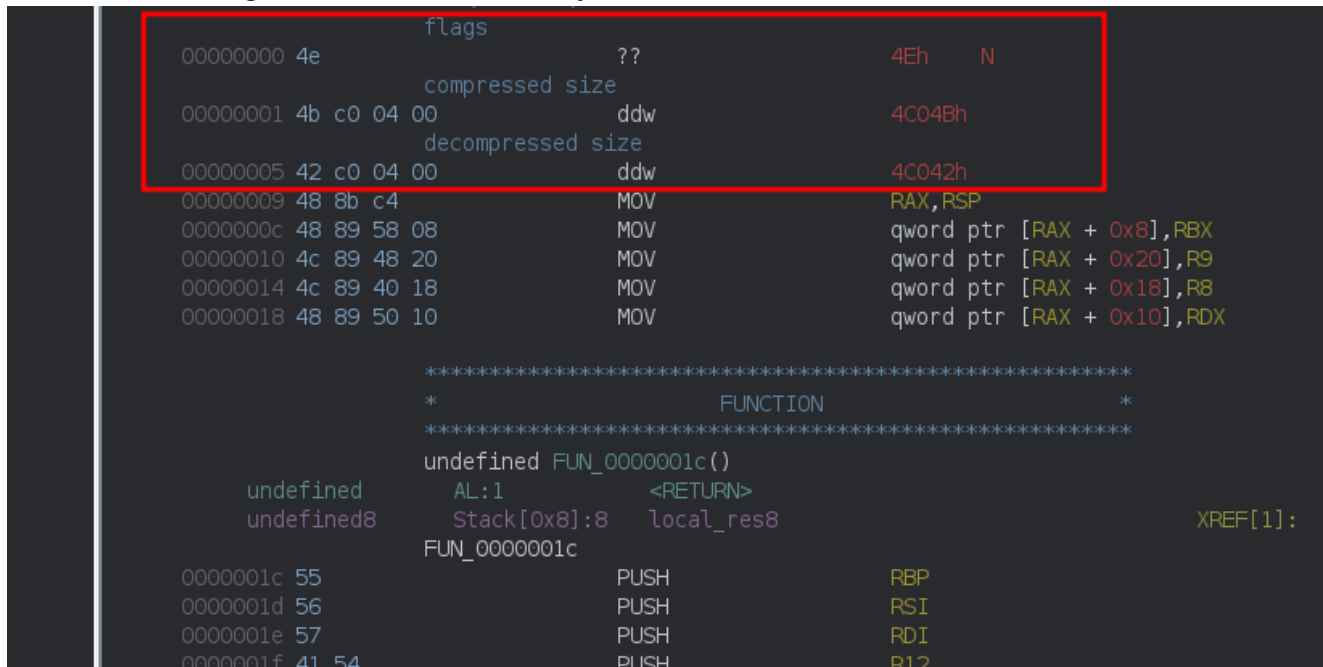 flags
00000000 4e ?? 4Eh N
compressed size
00000001 4b c0 04 00 ddw 4C04Bh
decompressed size
00000005 42 c0 04 00 ddw 4C042h
00000009 48 8b c4 MOV RAX,RSP
0000000c 48 89 58 08 MOV qword ptr [RAX + 0x8],RBX
00000010 4c 89 48 20 MOV qword ptr [RAX + 0x20],R9
00000014 4c 89 40 18 MOV qword ptr [RAX + 0x18],R8
00000018 48 89 50 10 MOV qword ptr [RAX + 0x10],RDX
************************************************************
* FUNCTION *
************************************************************
undefined FUN_0000001c()
undefined AL:1 <RETURN>
undefined8 Stack[0x8]:8 local_res8 XREF[1]:
FUN_0000001c
0000001c 55 PUSH RBP
0000001d 56 PUSH RSI
0000001e 57 PUSH RDI
0000001f 41 54 PUSH R12